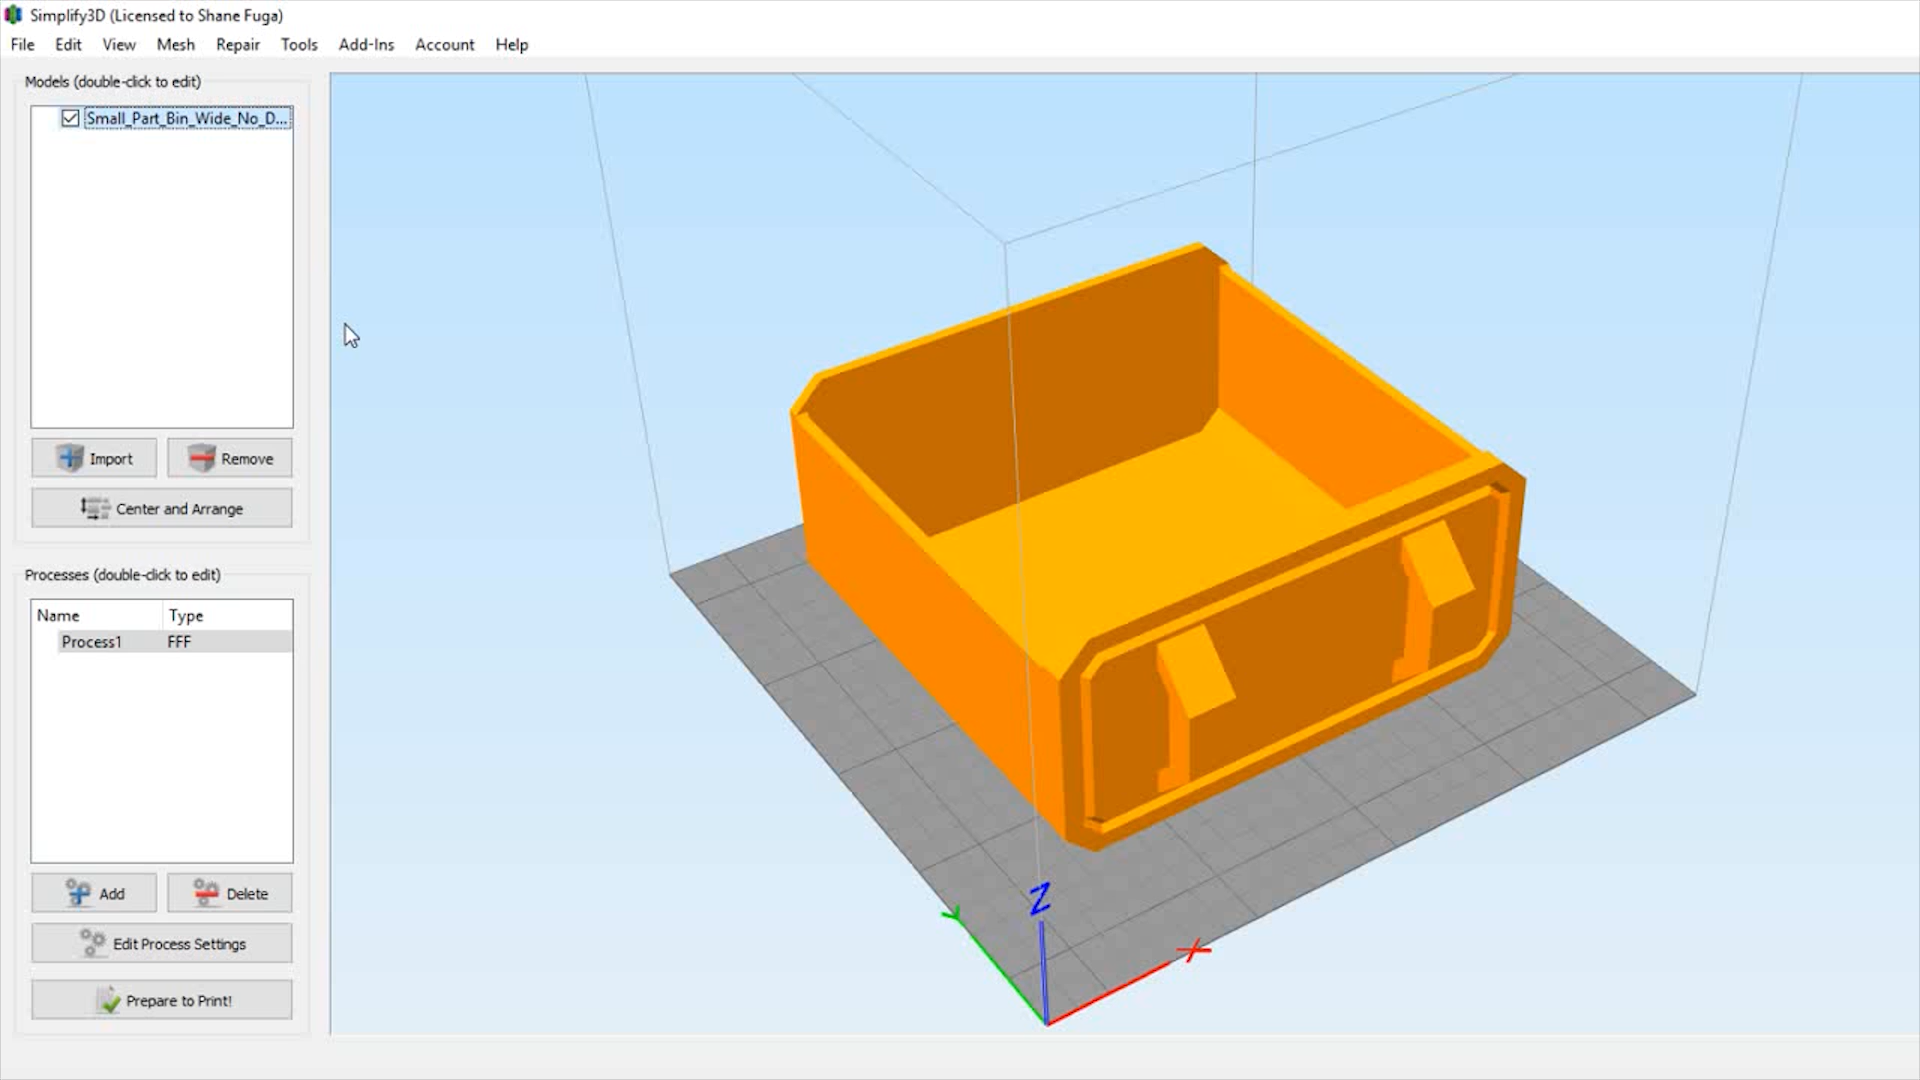 Simplify3D (Licensed to Shane Fuga)
File Edit View Mesh Repair Tools Add-Ins Account Help
Models (double-click to edit)
Small_Part_Bin_Wide_No_D...
Import Remove
Center and Arrange
Processes (double-click to edit)
Name Type
Process1 FFF
Add Delete
Edit Process Settings
Prepare to Print!
Z
Y
X